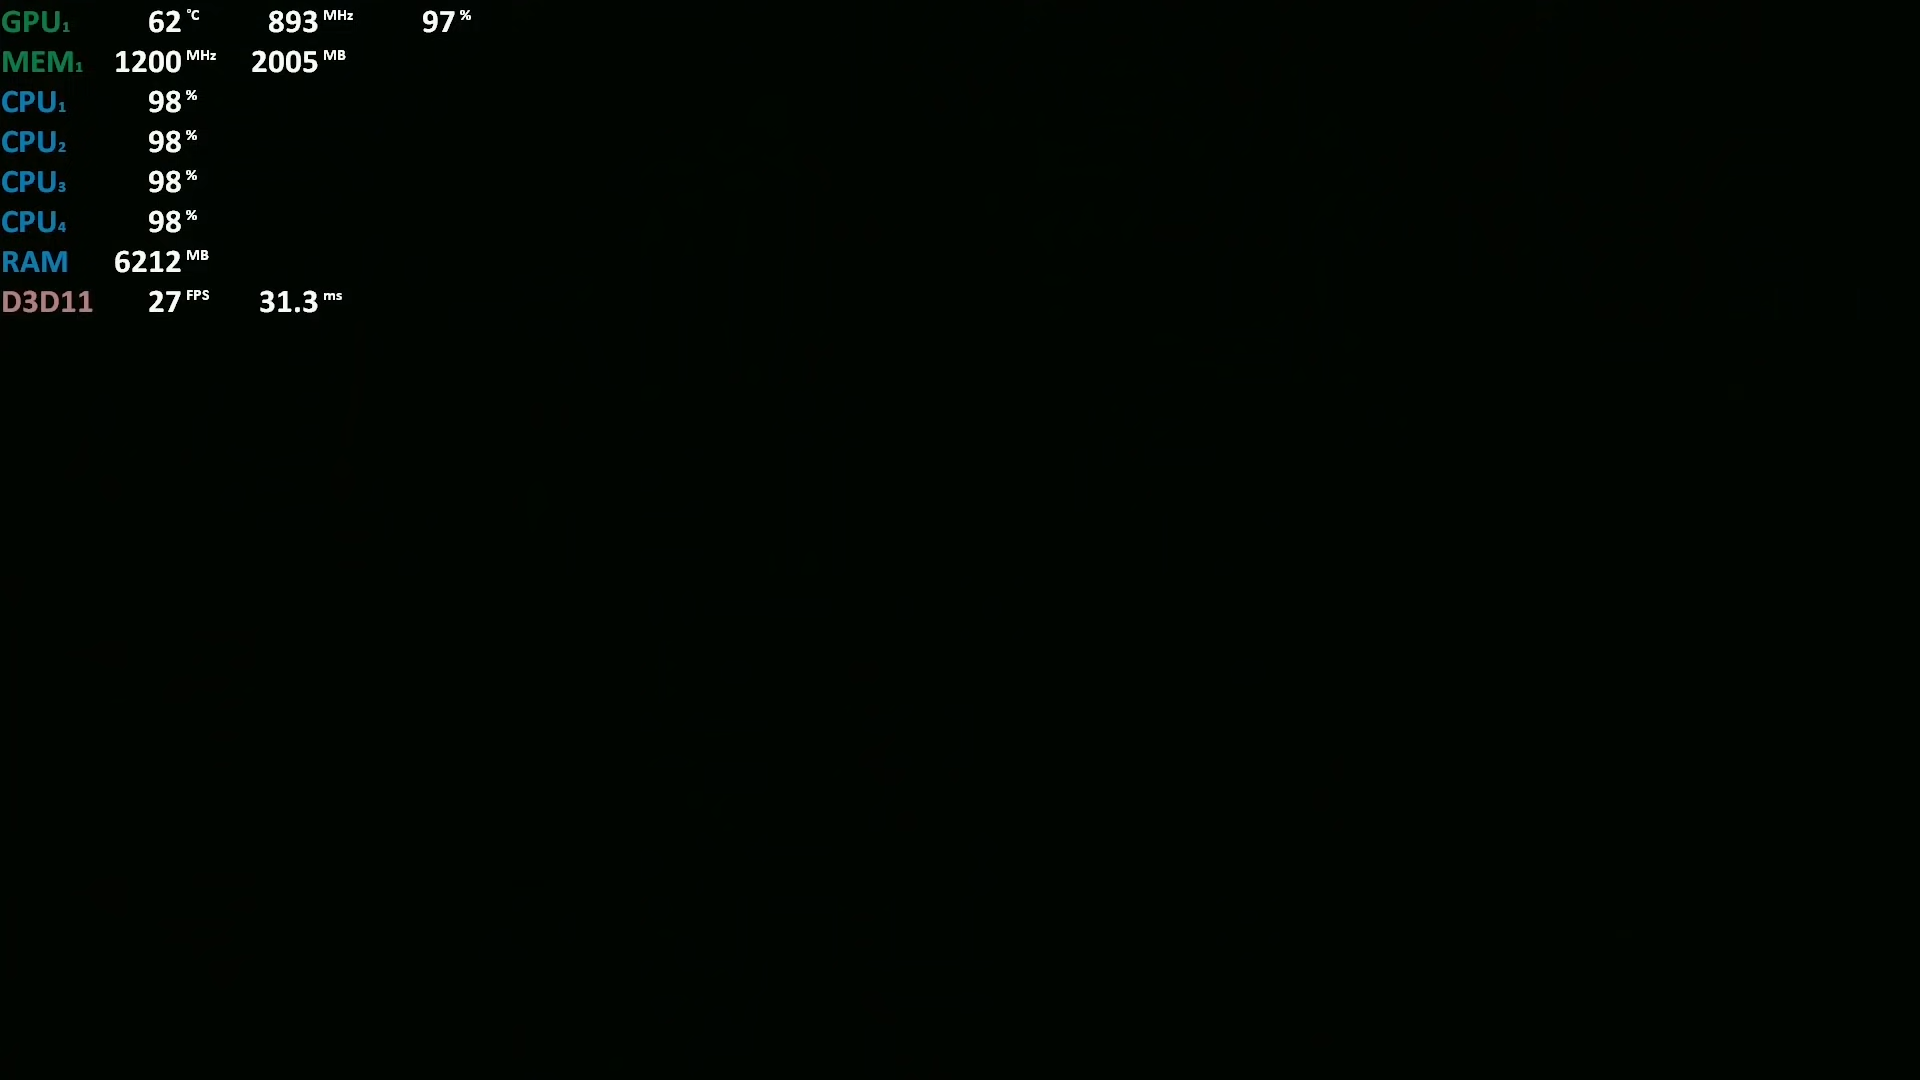 GPU1 62 °C 893 MHz 97 %
MEM1 1200 MHz 2005 MB
CPU1 98 %
CPU2 98 %
CPU3 98 %
CPU4 98 %
RAM 6212 MB
D3D11 27 FPS 31.3 ms